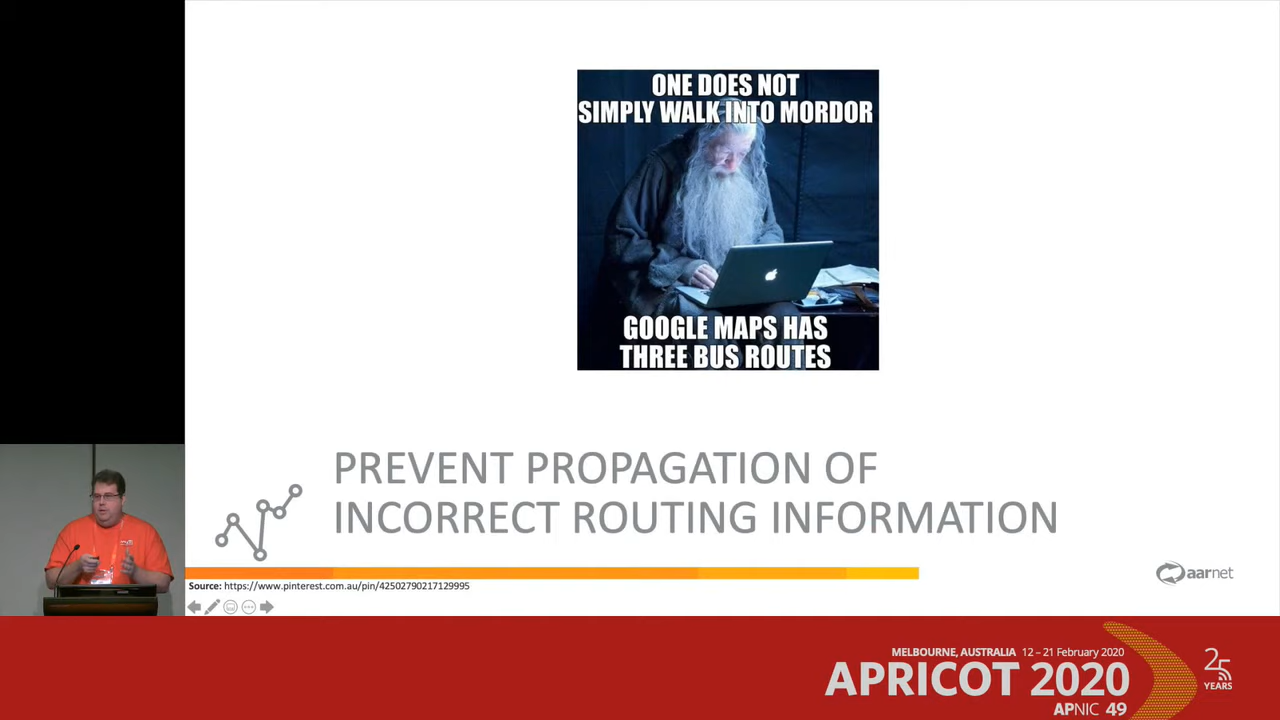 ONE DOES NOT
SIMPLY WALK INTO MORDOR
GOOGLE MAPS HAS
THREE BUS ROUTES
PREVENT PROPAGATION OF
INCORRECT ROUTING INFORMATION
aarnet
Source: https://www.pinterest.com.au/pin/42502790217129995
MELBOURNE, AUSTRALIA 12 – 21 February 2020
APRICOT 2020
APNIC 49
25
YEARS